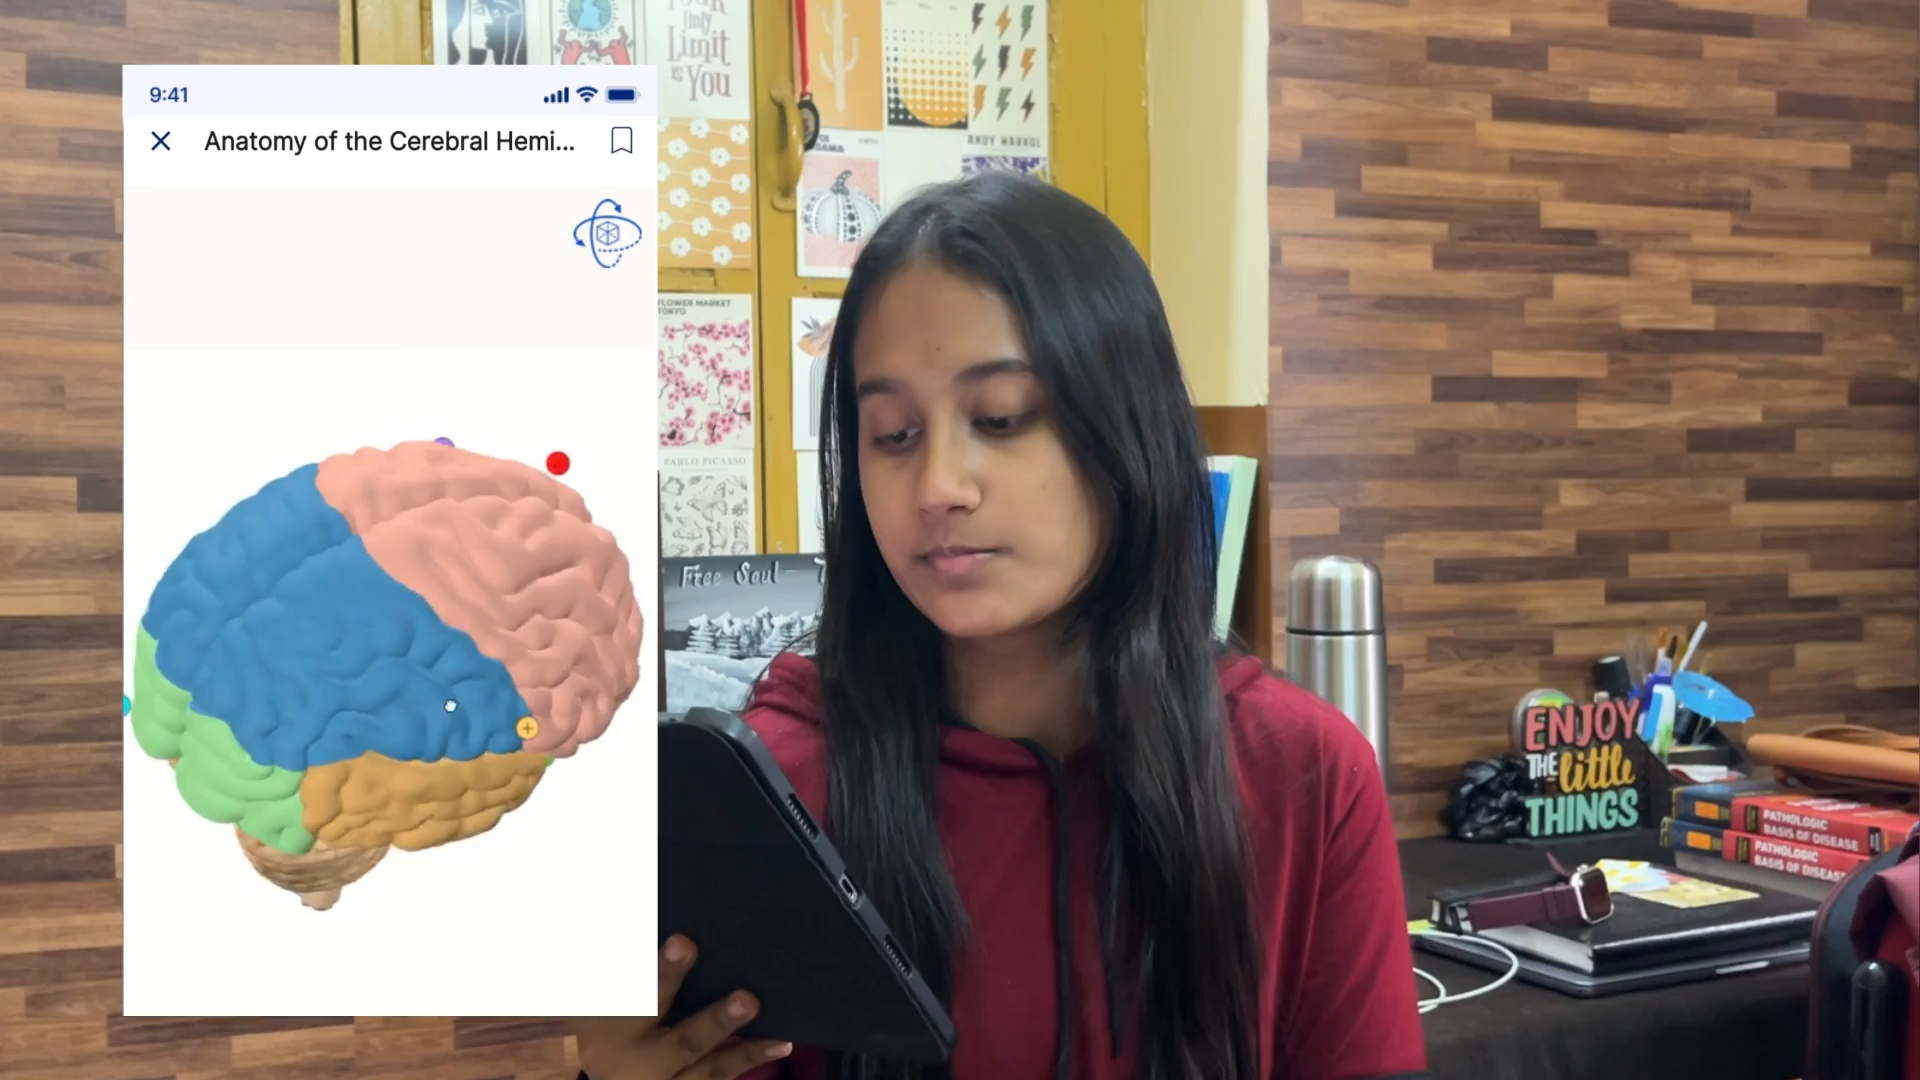 9:41
Anatomy of the Cerebral Hemi...
Only
Limit
is You
ANDY WARHOL
FLOWER MARKET
TOKYO
PABLO PICASSO
Free Soul
ENJOY
THE little
THINGS
PATHOLOGIC
BASIS OF DISEASE
PATHOLOGIC
BASIS OF DISEASE